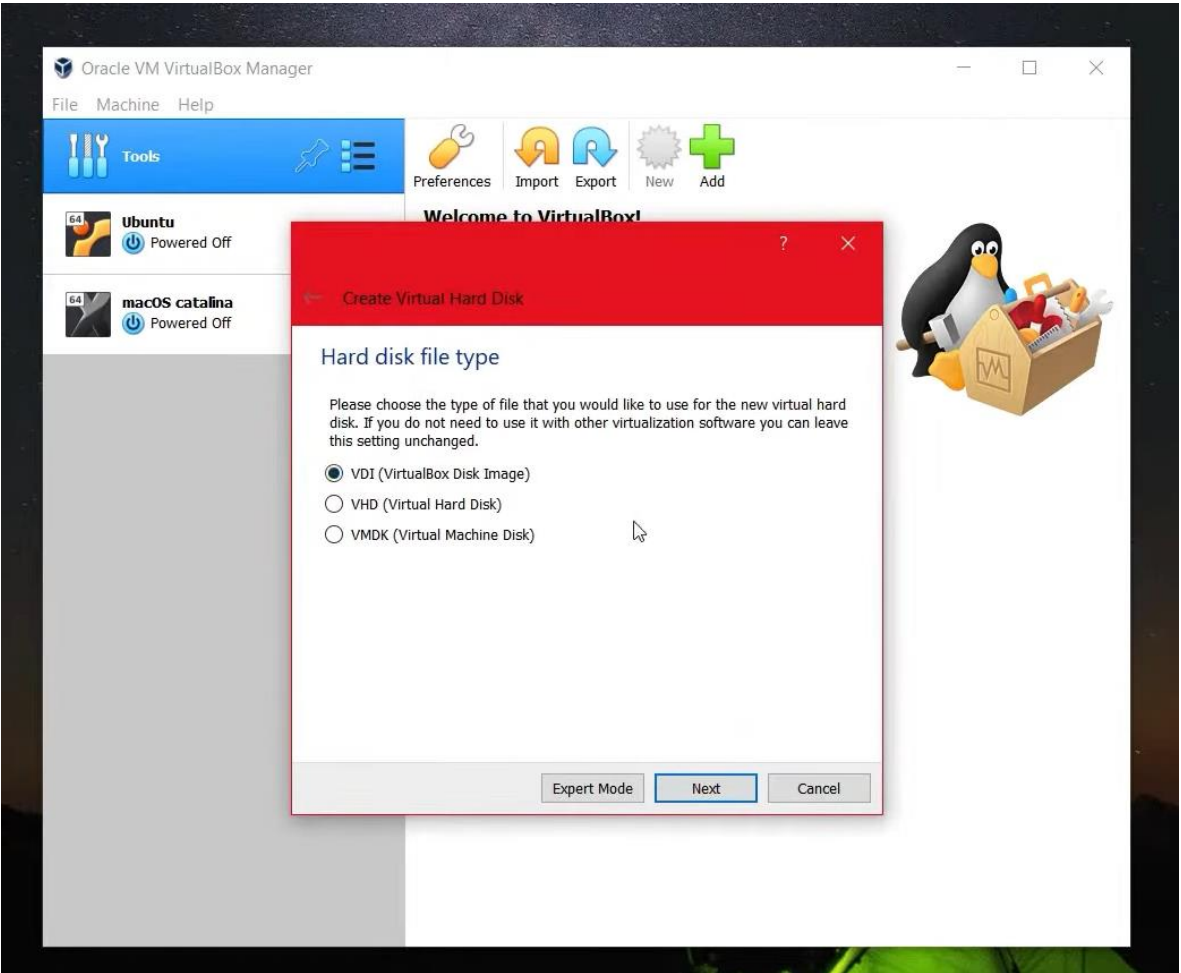 Oracle VM VirtualBox Manager
File Machine Help
Tools
Preferences Import Export New Add
Welcome to VirtualBox!
64 Ubuntu
Powered Off
64 macOS catalina
Powered Off
?
Create Virtual Hard Disk
Hard disk file type
Please choose the type of file that you would like to use for the new virtual hard
disk. If you do not need to use it with other virtualization software you can leave
this setting unchanged.
VDI (VirtualBox Disk Image)
VHD (Virtual Hard Disk)
VMDK (Virtual Machine Disk)
Expert Mode Next Cancel